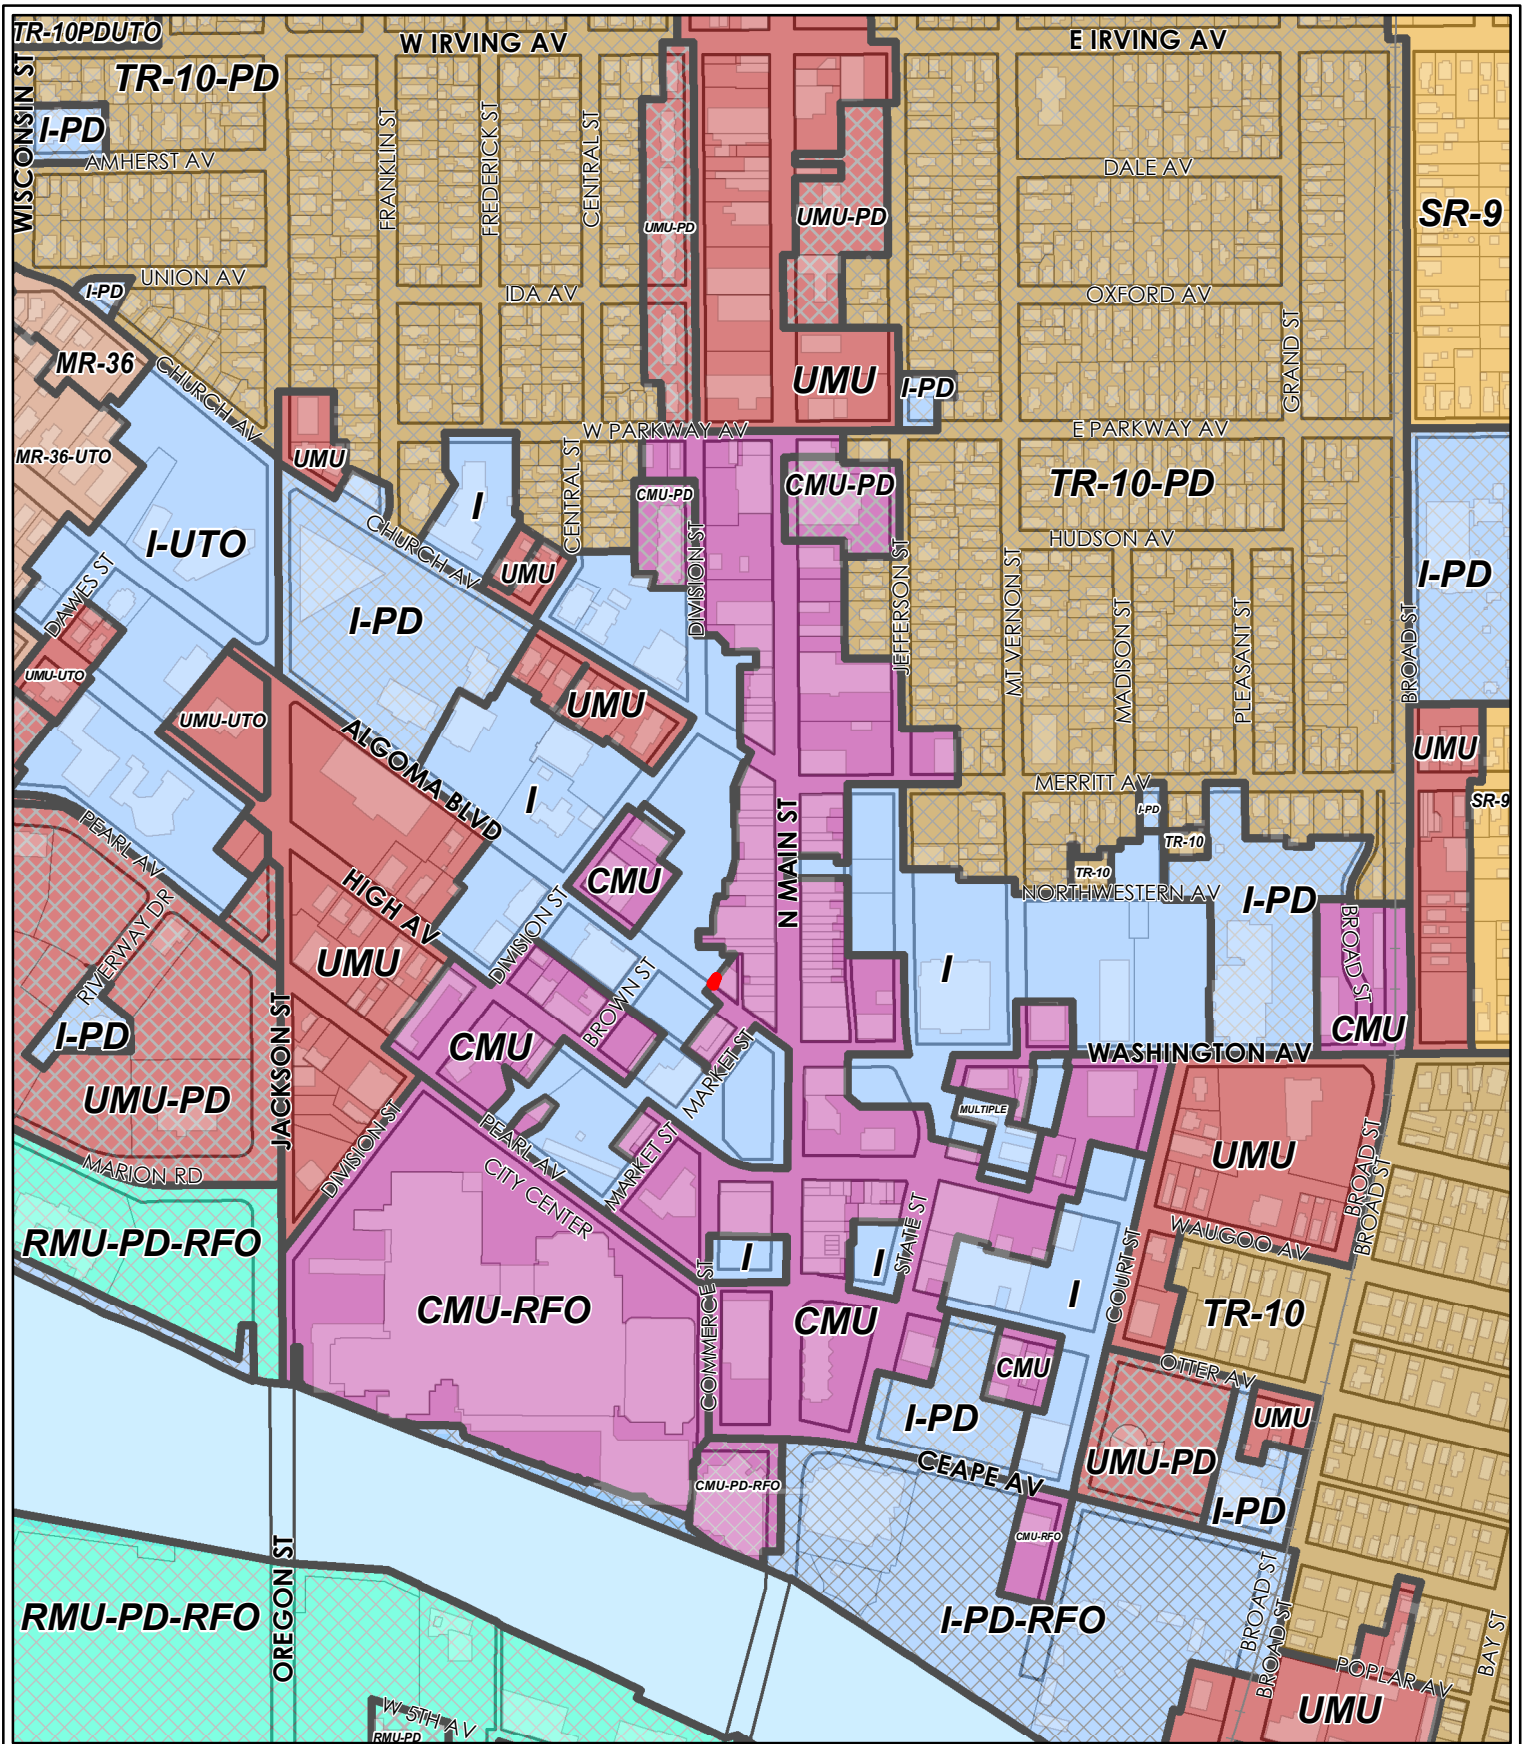 TR-10PDUTO
W IRVING AV
E IRVING AV
WISCONSIN ST
TR-10-PD
I-PD
AMHERST AV
FRANKLIN ST
FREDERICK ST
CENTRAL ST
UMU-PD
UMU-PD
DALE AV
SR-9
UNION AV
I-PD
IDA AV
OXFORD AV
GRAND ST
MR-36
CHURCH AV
UMU
I-PD
W PARKWAY AV
E PARKWAY AV
MR-36-UTO
UMU
CENTRAL ST
CMU-PD
CMU-PD
TR-10-PD
I
I-UTO
CHURCH AV
UMU
DIVISION ST
JEFFERSON ST
MT VERNON ST
HUDSON AV
MADISON ST
PLEASANT ST
BROAD ST
I-PD
DAWES ST
I-PD
UMU-UTO
UMU-UTO
UMU
ALGOMA BLVD
UMU
MERRITT AV
I
I-PD
SR-9
PEARL AV
TR-10
CMU
N MAIN ST
TR-10
NORTHWESTERN AV
I-PD
HIGH AV
DIVISION ST
RIVERWAY DR
UMU
BROWN ST
I
BROAD ST
I-PD
JACKSON ST
CMU
CMU
WASHINGTON AV
UMU-PD
MARKET ST
MULTIPLE
PEARL AV
MARKET ST
UMU
BROAD ST
BROAD ST
MARION RD
DIVISION ST
CITY CENTER
STATE ST
COURT ST
WAUGOO AV
RMU-PD-RFO
I
I
I
CMU-RFO
COMMERCE ST
CMU
TR-10
CMU
OTTER AV
I-PD
UMU
UMU-PD
CEAPE AV
CMU-PD-RFO
I-PD
CMU-RFO
OREGON ST
RMU-PD-RFO
I-PD-RFO
BROAD ST
BROAD ST
BAY ST
POPLAR AV
W 5TH AV
UMU
RMU-PD